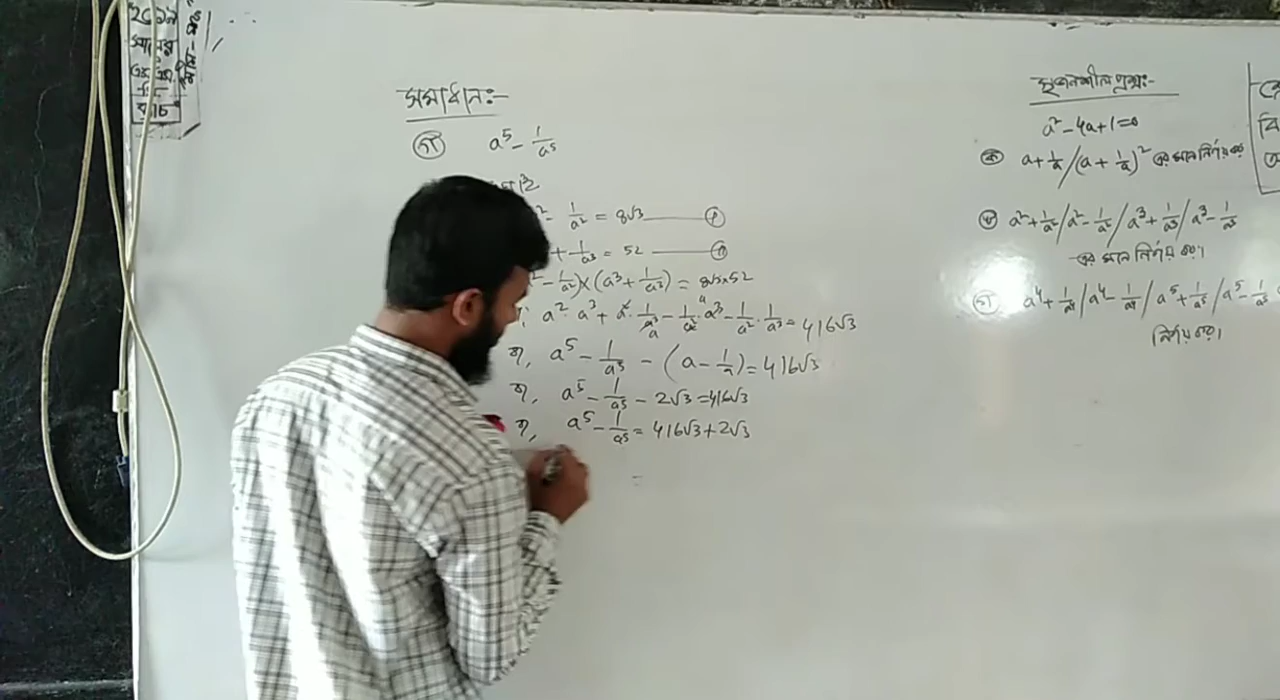 সমাধানঃ-
গ a⁵ - 1/a⁵
- 1/a² = 8√3 ——— ①
+ 1/a³ = 52 ——— ⑪
- 1/a²) × (a³ + 1/a³) = 8√3×52
a² a³ + a². 1/a³ - 1/a². a³ - 1/a². 1/a³ = 416√3
বা, a⁵ - 1/a⁵ - (a - 1/a) = 416√3
বা, a⁵ - 1/a⁵ - 2√3 = 416√3
বা, a⁵ - 1/a⁵ = 416√3 + 2√3
=
সৃজনশীল প্রশ্নঃ-
a² - 4a + 1 = 0
ক a + 1/a / (a + 1/a)² এর মান নির্ণয় কর
খ a² + 1/a² / a² - 1/a² / a³ + 1/a³ / a³ - 1/a³
এর মান নির্ণয় কর।
গ a⁴ + 1/a⁴ / a⁴ - 1/a⁴ / a⁵ + 1/a⁵ / a⁵ - 1/a⁵
নির্ণয় কর।